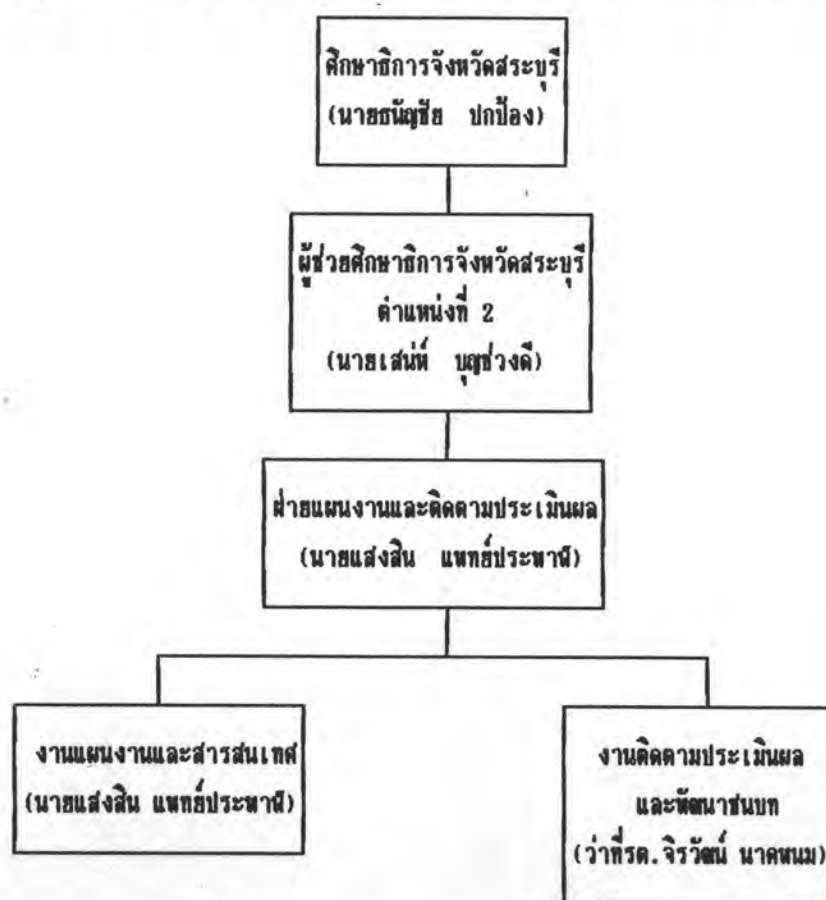 ศึกษาธิการจังหวัดสระบุรี
(นายธนัญชัย ปกป้อง)
ผู้ช่วยศึกษาธิการจังหวัดสระบุรี
ตำแหน่งที่ 2
(นายเสน่ห์ บุญช่วงดี)
ฝ่ายแผนงานและติดตามประเมินผล
(นายแสงสิน แพทย์ประพานิ)
งานแผนงานและสารสนเทศ
(นายแสงสิน แพทย์ประพานิ)
งานติดตามประเมินผล
และพัฒนาชนบท
(ว่าที่รต.จิรวัฒน์ นาคหนม)